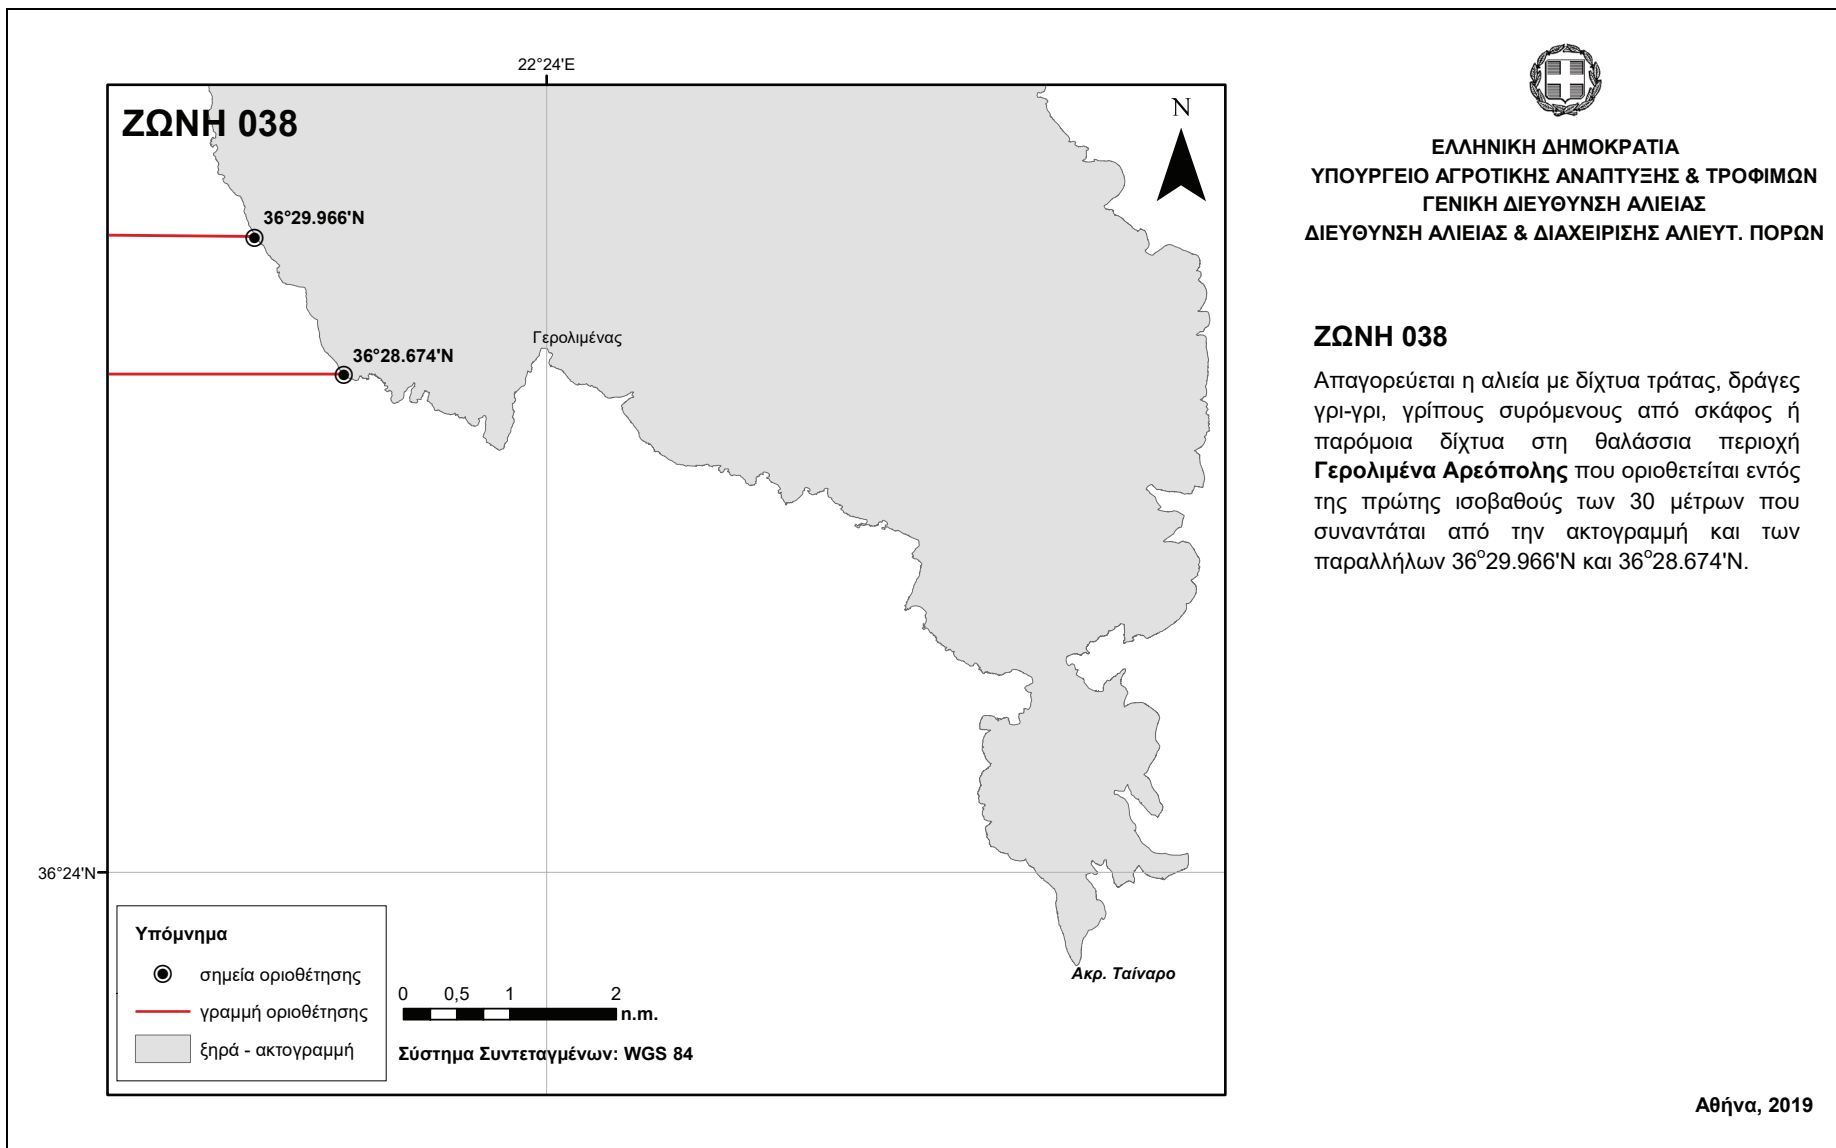 22°24'E
ΖΩΝΗ 038
N
36°29.966'N
Γερολιμένας
36°28.674'N
36°24'N
Ακρ. Ταίναρο
Υπόμνημα
σημεία οριοθέτησης
γραμμή οριοθέτησης
ξηρά - ακτογραμμή
0 0,5 1 2
n.m.
Σύστημα Συντεταγμένων: WGS 84
ΕΛΛΗΝΙΚΗ ΔΗΜΟΚΡΑΤΙΑ
ΥΠΟΥΡΓΕΙΟ ΑΓΡΟΤΙΚΗΣ ΑΝΑΠΤΥΞΗΣ & ΤΡΟΦΙΜΩΝ
ΓΕΝΙΚΗ ΔΙΕΥΘΥΝΣΗ ΑΛΙΕΙΑΣ
ΔΙΕΥΘΥΝΣΗ ΑΛΙΕΙΑΣ & ΔΙΑΧΕΙΡΙΣΗΣ ΑΛΙΕΥΤ. ΠΟΡΩΝ
ΖΩΝΗ 038
Απαγορεύεται η αλιεία με δίχτυα τράτας, δράγες
γρι-γρι, γρίπους συρόμενους από σκάφος ή
παρόμοια δίχτυα στη θαλάσσια περιοχή
Γερολιμένα Αρεόπολης που οριοθετείται εντός
της πρώτης ισοβαθούς των 30 μέτρων που
συναντάται από την ακτογραμμή και των
παραλλήλων 36°29.966'N και 36°28.674'N.
Αθήνα, 2019